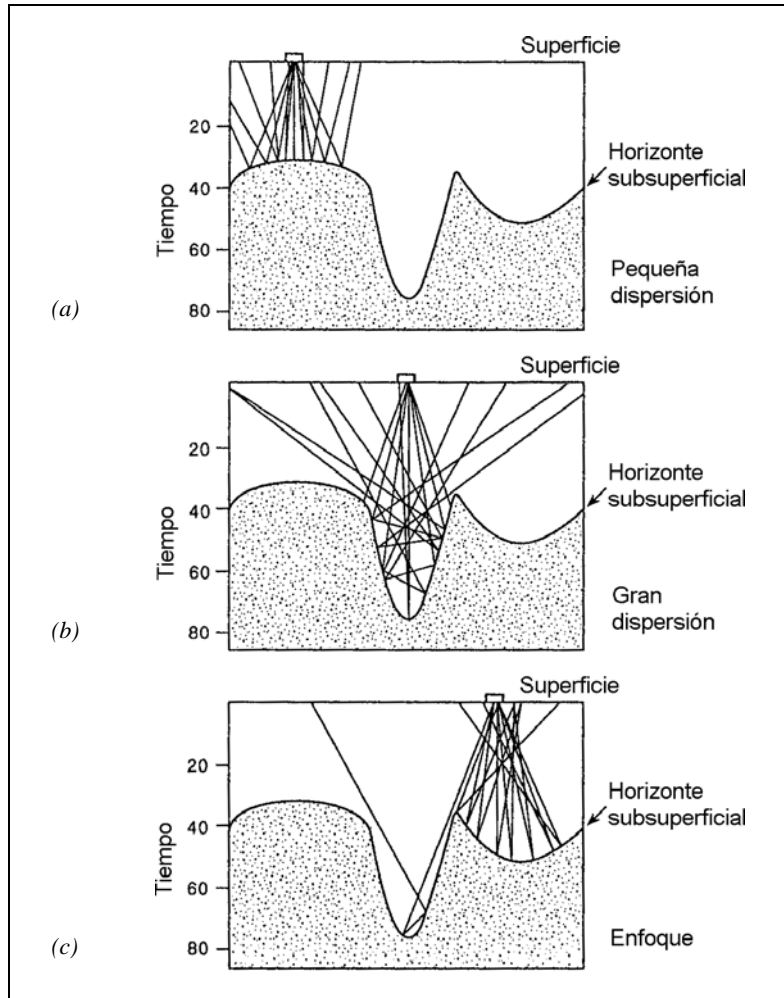 Superficie
20
40
60
80
Tiempo
Horizonte
subsuperficial
Pequeña
dispersión
(a)
Superficie
20
40
60
80
Tiempo
Horizonte
subsuperficial
Gran
dispersión
(b)
Superficie
20
40
60
80
Tiempo
Horizonte
subsuperficial
Enfoque
(c)